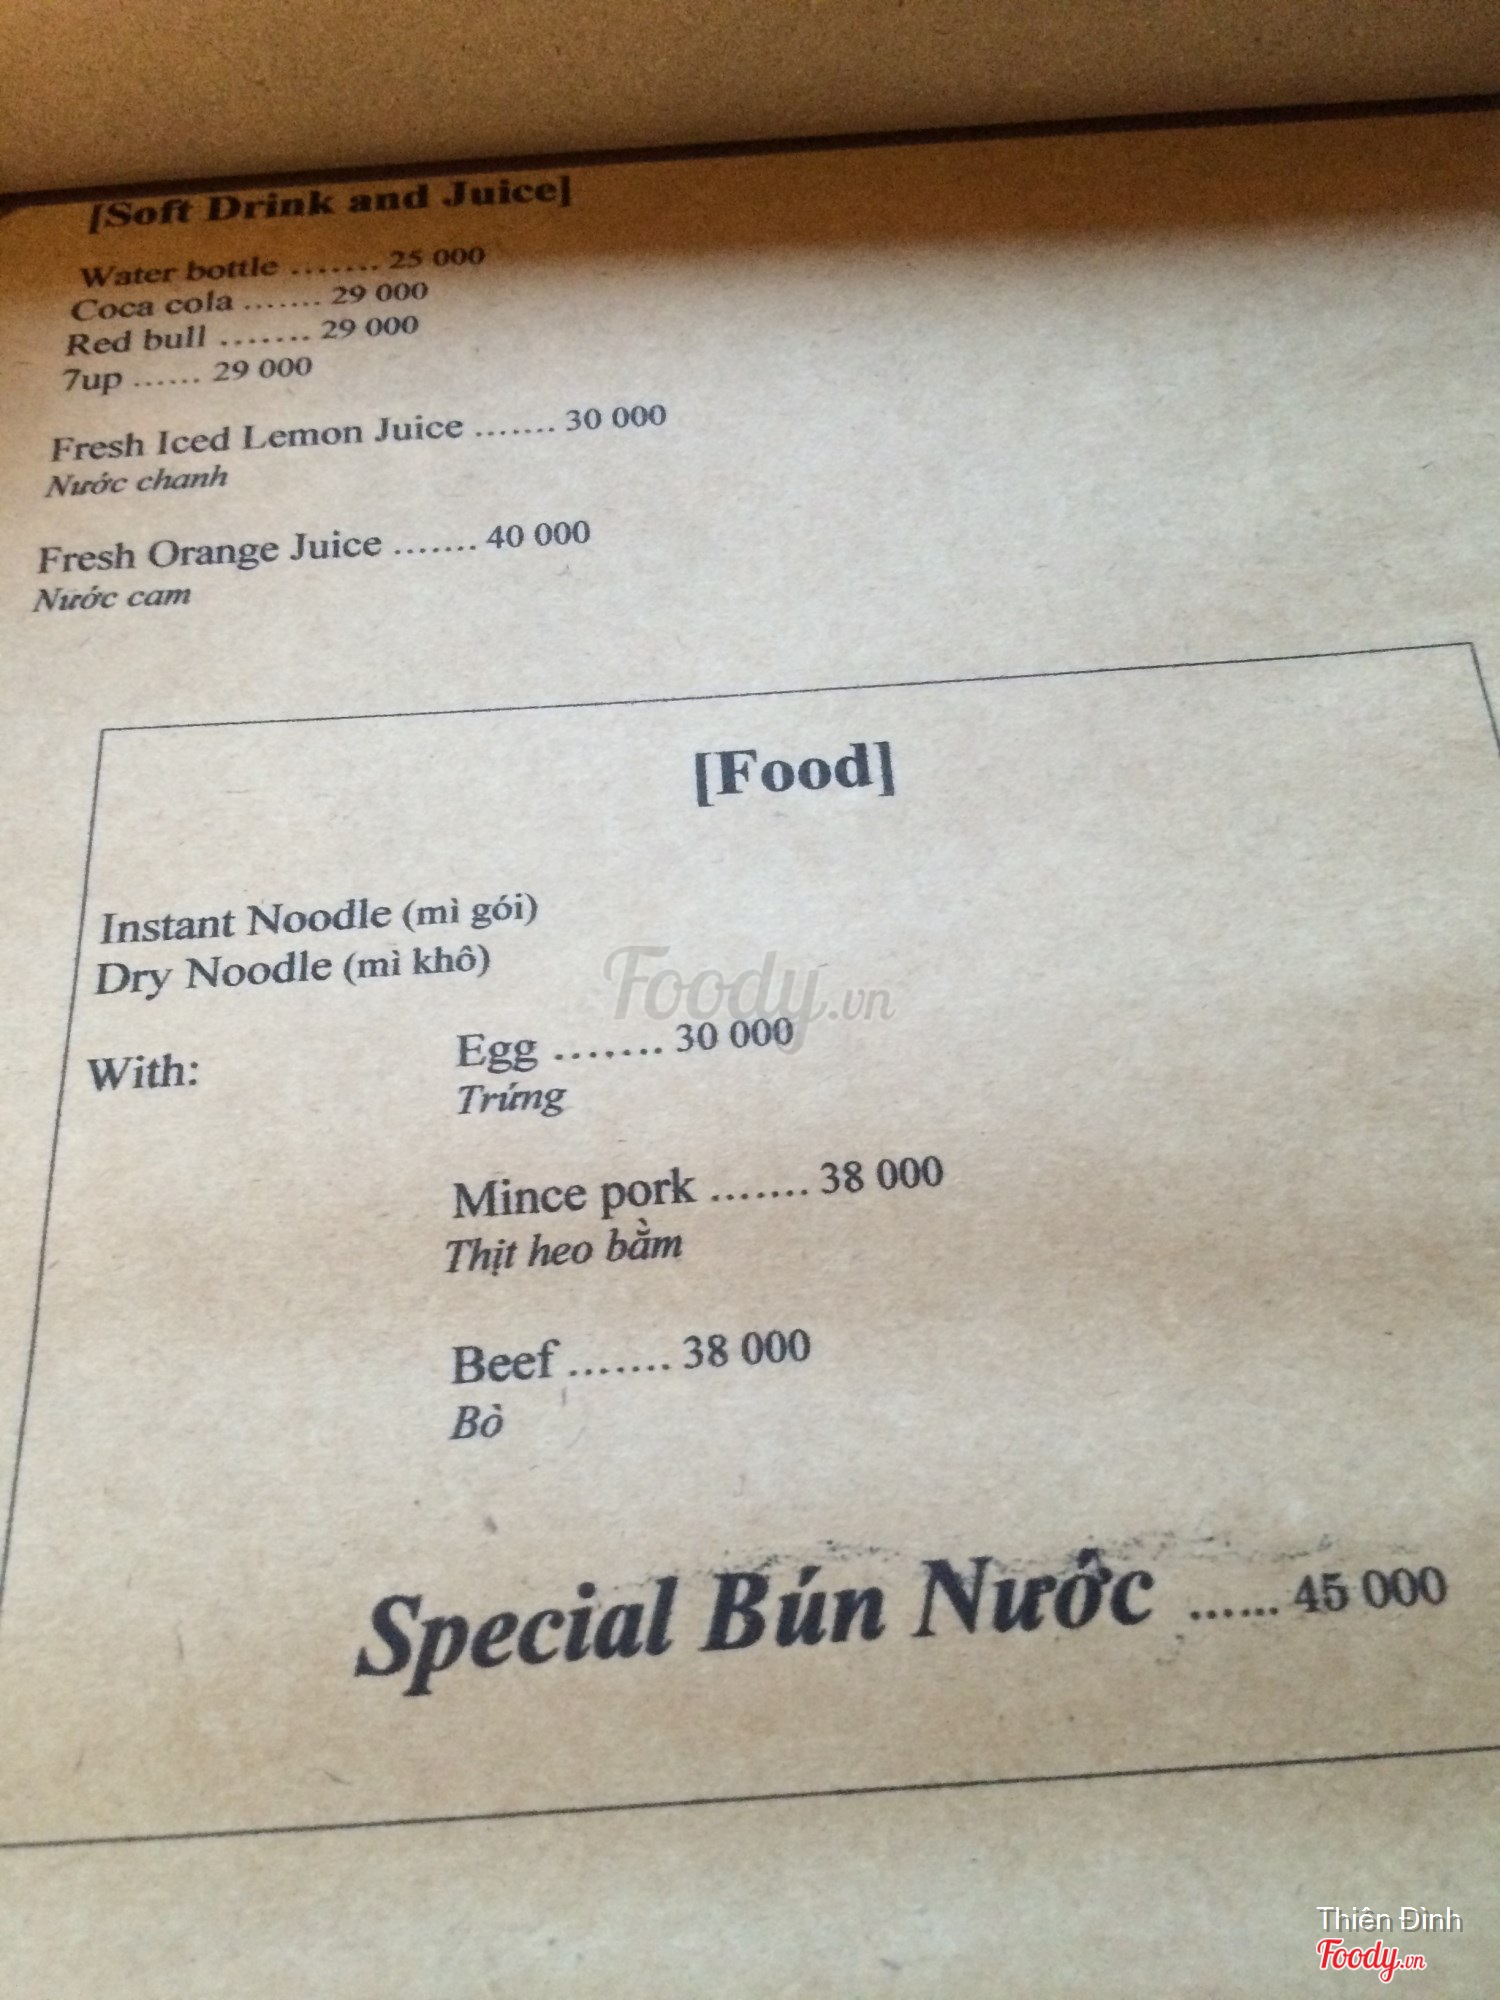 [Soft Drink and Juice]
Water bottle ........ 25 000
Coca cola ....... 29 000
Red bull ........ 29 000
7up ...... 29 000
Fresh Iced Lemon Juice ....... 30 000
Nước chanh
Fresh Orange Juice ....... 40 000
Nước cam
[Food]
Instant Noodle (mì gói)
Dry Noodle (mì khô)
Foody.vn
With:
Egg ....... 30 000
Trứng
Mince pork ....... 38 000
Thịt heo bằm
Beef ....... 38 000
Bò
Special Bún Nước ...... 45 000
Thiên Đình
Foody.vn